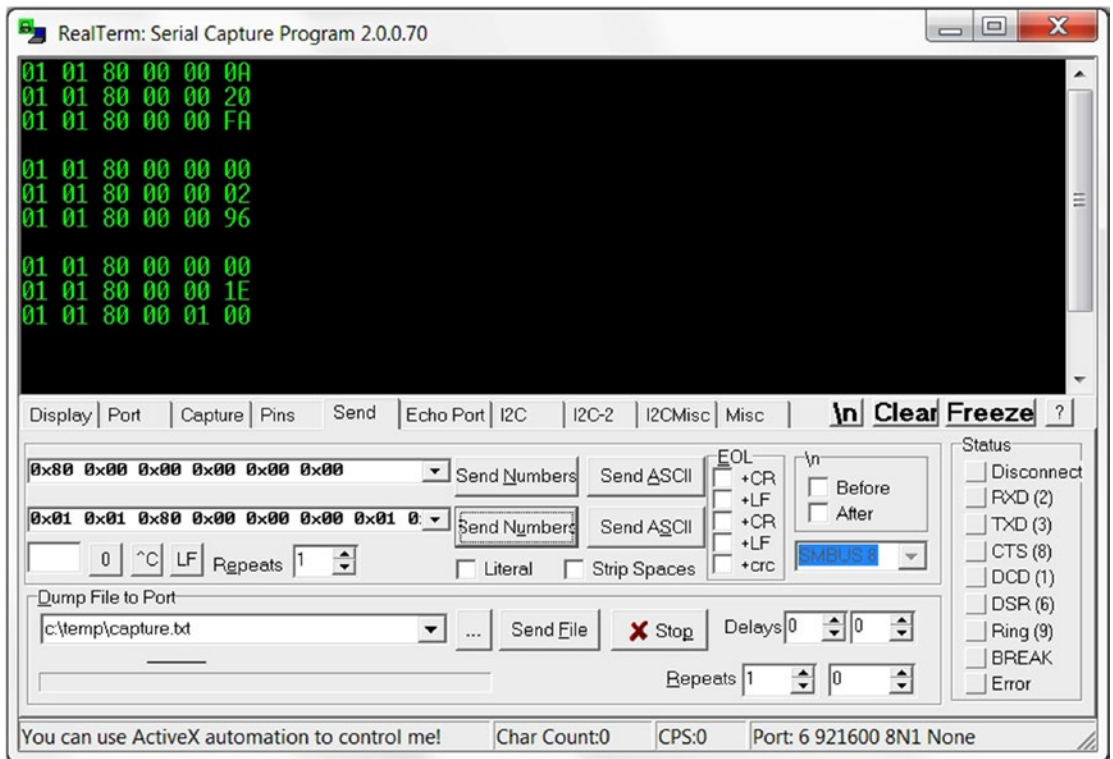 RealTerm: Serial Capture Program 2.0.0.70
01 01 80 00 00 0A
01 01 80 00 00 20
01 01 80 00 00 FA
01 01 80 00 00 00
01 01 80 00 00 02
01 01 80 00 00 96
01 01 80 00 00 00
01 01 80 00 00 1E
01 01 80 00 01 00
Display Port Capture Pins Send Echo Port I2C I2C-2 I2CMisc Misc \n Clear Freeze ?
0x80 0x00 0x00 0x00 0x00 0x00 Send Numbers Send ASCII
0x01 0x01 0x80 0x00 0x00 0x00 0x01 Send Numbers Send ASCII
0 ^C LF Repeats 1 Literal Strip Spaces
EOL
+CR
+LF
+CR
+LF
+crc
\n
Before
After
SMBUS 8
Status
Disconnect
RXD (2)
TXD (3)
CTS (8)
DCD (1)
DSR (6)
Ring (9)
BREAK
Error
Dump File to Port
c:\temp\capture.txt ... Send File Stop Delays 0 0
Repeats 1 0
You can use ActiveX automation to control me! Char Count:0 CPS:0 Port: 6 921600 8N1 None